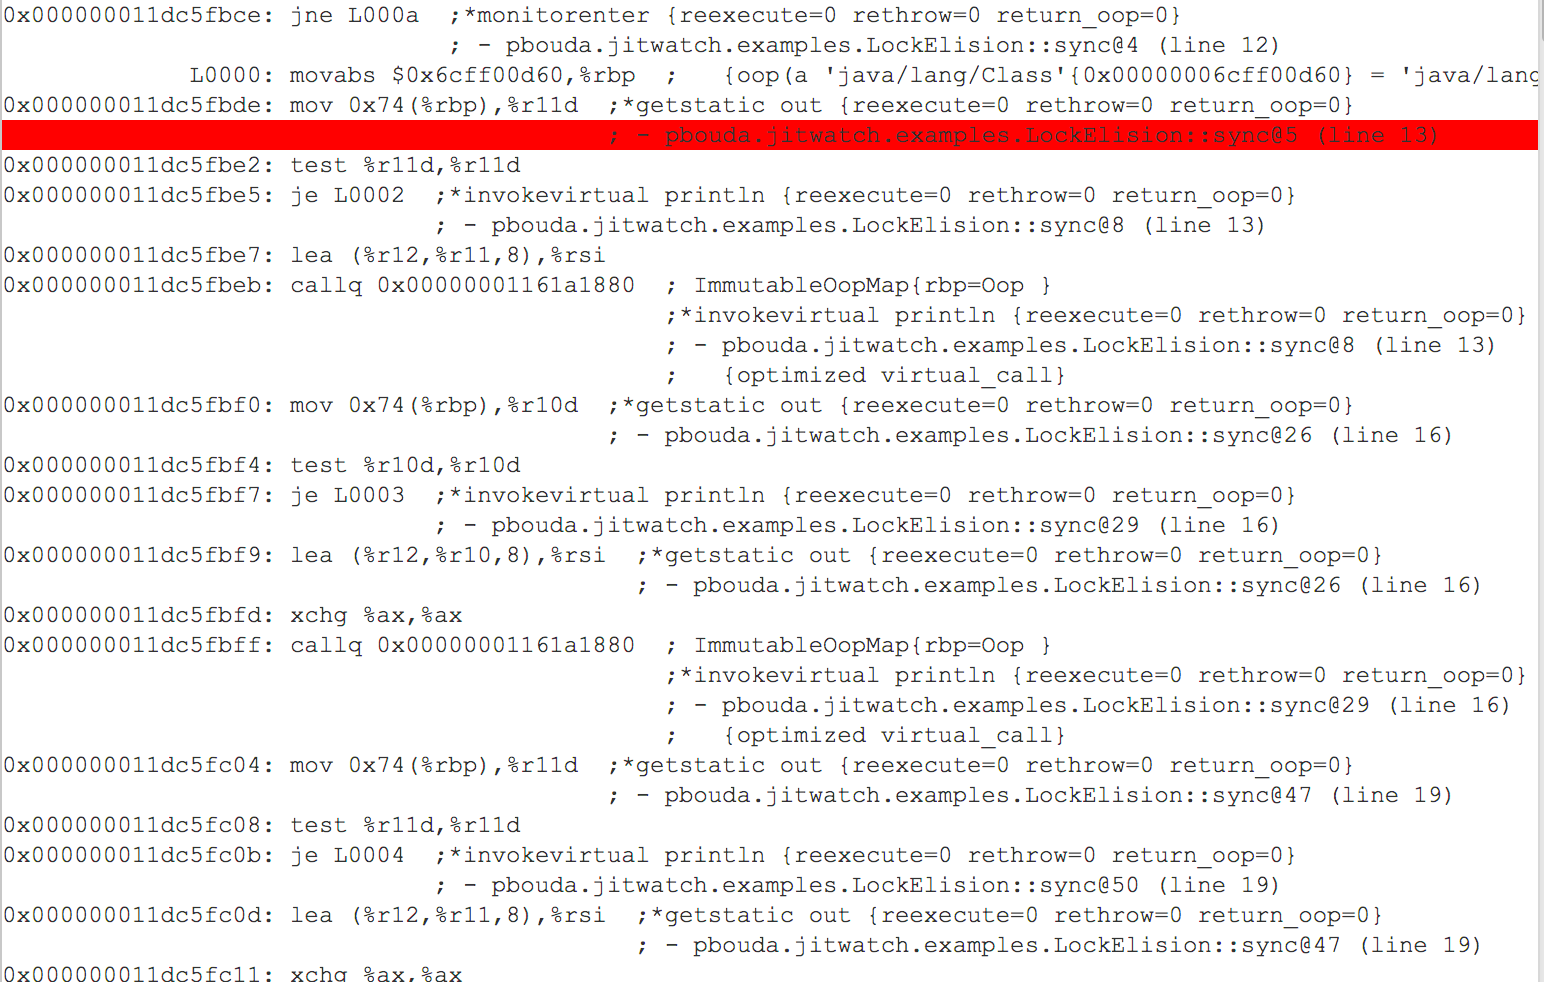 0x000000011dc5fbce: jne L000a  ;*monitorenter {reexecute=0 rethrow=0 return_oop=0}
; - pbouda.jitwatch.examples.LockElision::sync@4 (line 12)
L0000: movabs $0x6cff00d60,%rbp  ;   {oop(a 'java/lang/Class'{0x00000006cff00d60} = 'java/lang
0x000000011dc5fbde: mov 0x74(%rbp),%r11d  ;*getstatic out {reexecute=0 rethrow=0 return_oop=0}
; - pbouda.jitwatch.examples.LockElision::sync@5 (line 13)
0x000000011dc5fbe2: test %r11d,%r11d
0x000000011dc5fbe5: je L0002  ;*invokevirtual println {reexecute=0 rethrow=0 return_oop=0}
; - pbouda.jitwatch.examples.LockElision::sync@8 (line 13)
0x000000011dc5fbe7: lea (%r12,%r11,8),%rsi
0x000000011dc5fbeb: callq 0x00000001161a1880  ; ImmutableOopMap{rbp=Oop }
;*invokevirtual println {reexecute=0 rethrow=0 return_oop=0}
; - pbouda.jitwatch.examples.LockElision::sync@8 (line 13)
;   {optimized virtual_call}
0x000000011dc5fbf0: mov 0x74(%rbp),%r10d  ;*getstatic out {reexecute=0 rethrow=0 return_oop=0}
; - pbouda.jitwatch.examples.LockElision::sync@26 (line 16)
0x000000011dc5fbf4: test %r10d,%r10d
0x000000011dc5fbf7: je L0003  ;*invokevirtual println {reexecute=0 rethrow=0 return_oop=0}
; - pbouda.jitwatch.examples.LockElision::sync@29 (line 16)
0x000000011dc5fbf9: lea (%r12,%r10,8),%rsi  ;*getstatic out {reexecute=0 rethrow=0 return_oop=0}
; - pbouda.jitwatch.examples.LockElision::sync@26 (line 16)
0x000000011dc5fbfd: xchg %ax,%ax
0x000000011dc5fbff: callq 0x00000001161a1880  ; ImmutableOopMap{rbp=Oop }
;*invokevirtual println {reexecute=0 rethrow=0 return_oop=0}
; - pbouda.jitwatch.examples.LockElision::sync@29 (line 16)
;   {optimized virtual_call}
0x000000011dc5fc04: mov 0x74(%rbp),%r11d  ;*getstatic out {reexecute=0 rethrow=0 return_oop=0}
; - pbouda.jitwatch.examples.LockElision::sync@47 (line 19)
0x000000011dc5fc08: test %r11d,%r11d
0x000000011dc5fc0b: je L0004  ;*invokevirtual println {reexecute=0 rethrow=0 return_oop=0}
; - pbouda.jitwatch.examples.LockElision::sync@50 (line 19)
0x000000011dc5fc0d: lea (%r12,%r11,8),%rsi  ;*getstatic out {reexecute=0 rethrow=0 return_oop=0}
; - pbouda.jitwatch.examples.LockElision::sync@47 (line 19)
0x000000011dc5fc11: xchg %ax,%ax